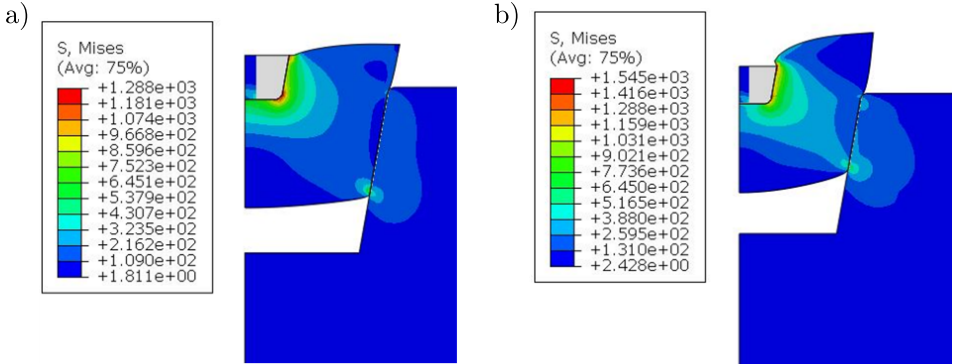 a)
S, Mises
(Avg: 75%)
+1.288e+03
+1.181e+03
+1.074e+03
+9.668e+02
+8.596e+02
+7.523e+02
+6.451e+02
+5.379e+02
+4.307e+02
+3.235e+02
+2.162e+02
+1.090e+02
+1.811e+00
b)
S, Mises
(Avg: 75%)
+1.545e+03
+1.416e+03
+1.288e+03
+1.159e+03
+1.031e+03
+9.021e+02
+7.736e+02
+6.450e+02
+5.165e+02
+3.880e+02
+2.595e+02
+1.310e+02
+2.428e+00